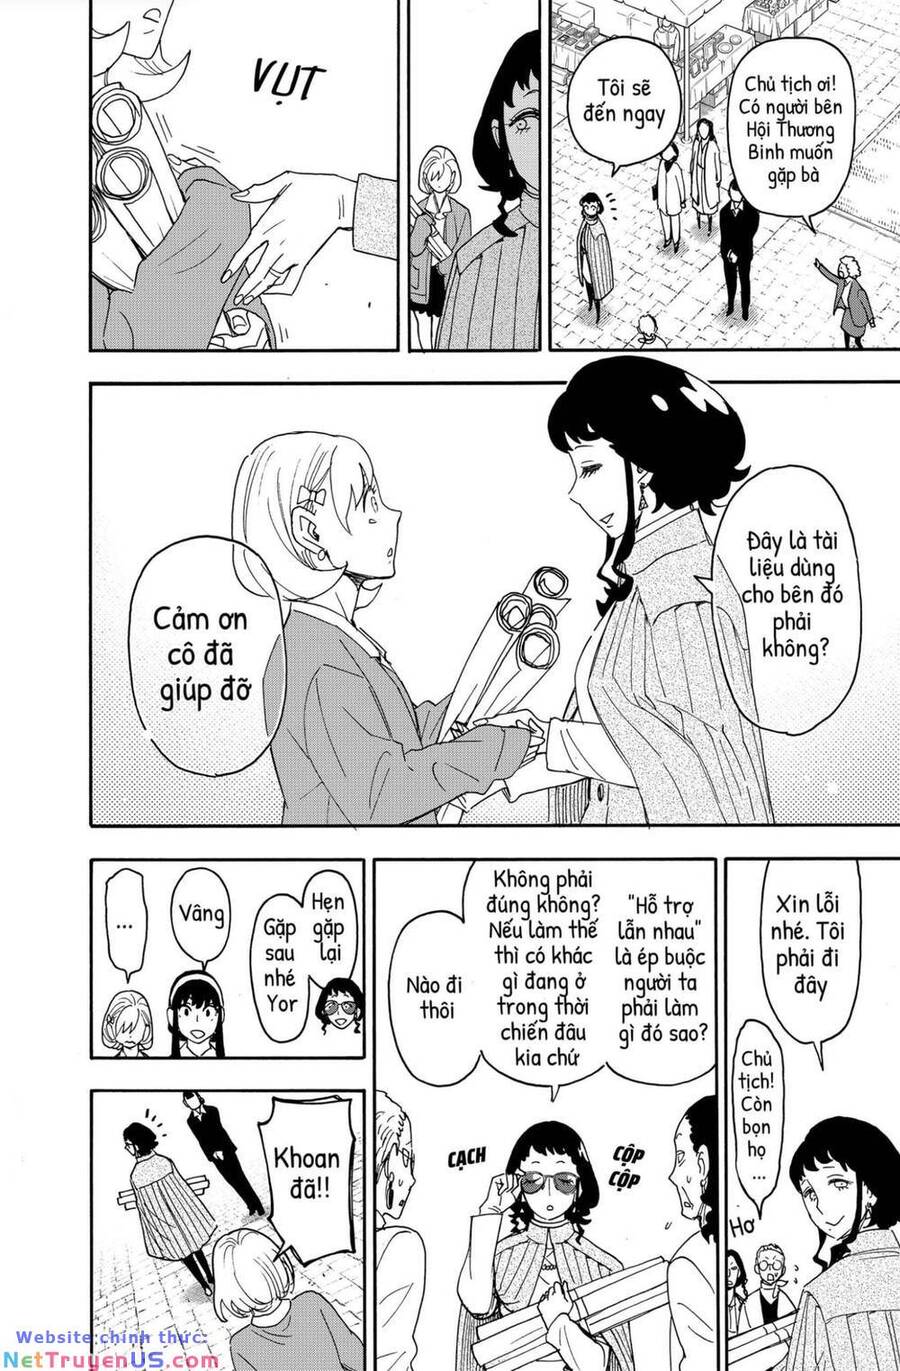 Chủ tịch ơi!
Có người bên
Hội Thương
Binh muốn
gặp bà
Tôi sẽ
đến ngay
VỤT
Đây là tài
liệu dùng
cho bên đó
phải
không?
Cảm ơn
cô đã
giúp đỡ
Xin lỗi
nhé. Tôi
phải đi
đây
Chủ
tịch!
Còn
bọn
họ
...
Hơ
"Hỗ trợ
lẫn nhau"
là ép buộc
người ta
phải làm
gì đó sao?
Không phải
đúng không?
Nếu làm thế
thì có khác
gì đang ở
trong thời
chiến đâu
kia chứ
Nào đi
thôi
CỘP
CỘP
CẠCH
Hẹn
gặp
lại
Gặp
sau
nhé
Yor
Vâng
...
Khoan
đã!!
Website chính thức:
NetTruyenUS.com